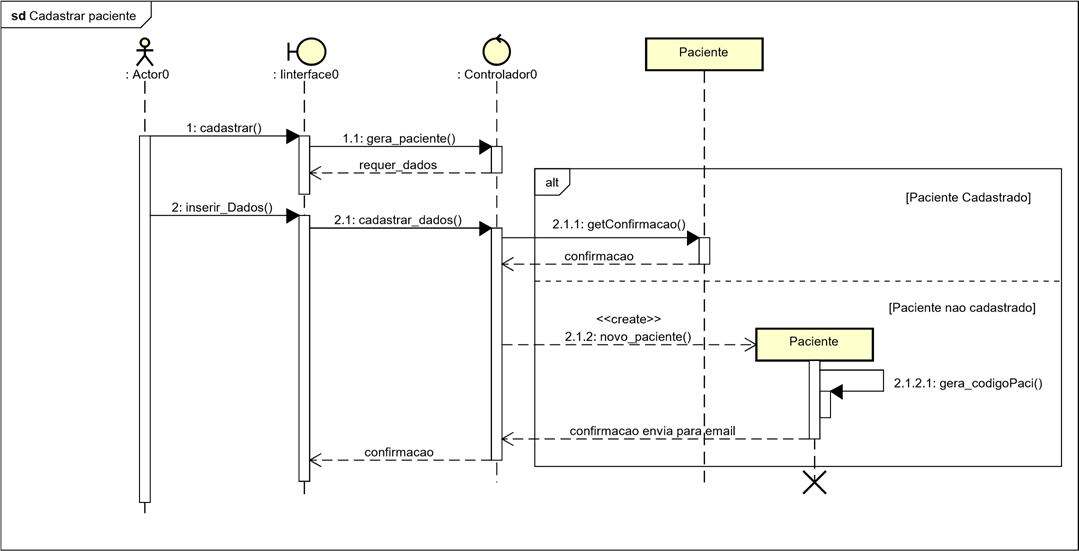 sd Cadastrar paciente
: Actor0
: Iinterface0
: Controlador0
Paciente
1: cadastrar()
1.1: gera_paciente()
requer_dados
alt
[Paciente Cadastrado]
2: inserir_Dados()
2.1: cadastrar_dados()
2.1.1: getConfirmacao()
confirmacao
[Paciente nao cadastrado]
<<create>>
2.1.2: novo_paciente()
Paciente
2.1.2.1: gera_codigoPaci()
confirmacao envia para email
confirmacao